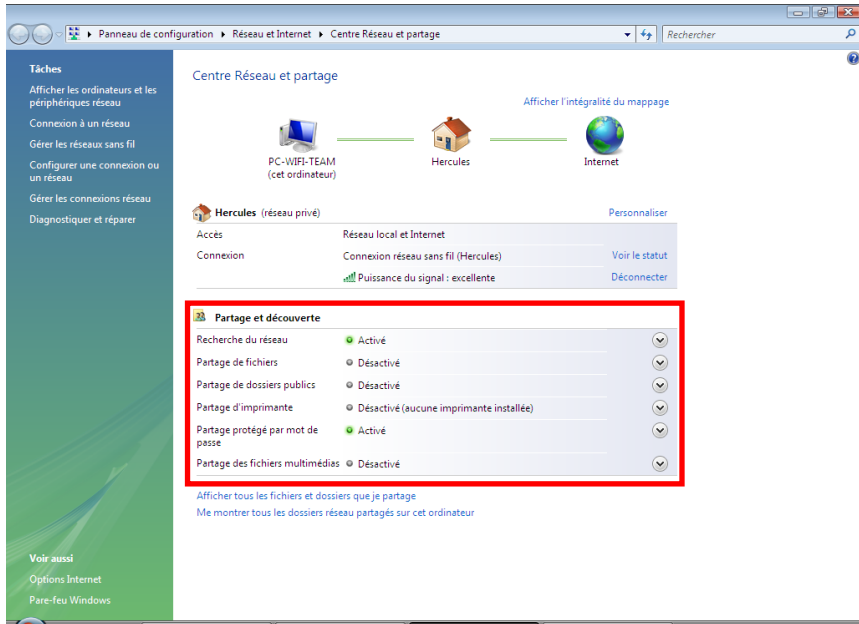 Panneau de configuration ▸ Réseau et Internet ▸ Centre Réseau et partage
Rechercher
Tâches
Afficher les ordinateurs et les
périphériques réseau
Connexion à un réseau
Gérer les réseaux sans fil
Configurer une connexion ou
un réseau
Gérer les connexions réseau
Diagnostiquer et réparer
Voir aussi
Options Internet
Pare-feu Windows
Centre Réseau et partage
Afficher l'intégralité du mappage
PC-WIFI-TEAM
(cet ordinateur)
Hercules
Internet
Hercules (réseau privé) Personnaliser
Accès Réseau local et Internet
Connexion Connexion réseau sans fil (Hercules) Voir le statut
Puissance du signal : excellente Déconnecter
Partage et découverte
Recherche du réseau Activé
Partage de fichiers Désactivé
Partage de dossiers publics Désactivé
Partage d'imprimante Désactivé (aucune imprimante installée)
Partage protégé par mot de Activé
passe
Partage des fichiers multimédias Désactivé
Afficher tous les fichiers et dossiers que je partage
Me montrer tous les dossiers réseau partagés sur cet ordinateur